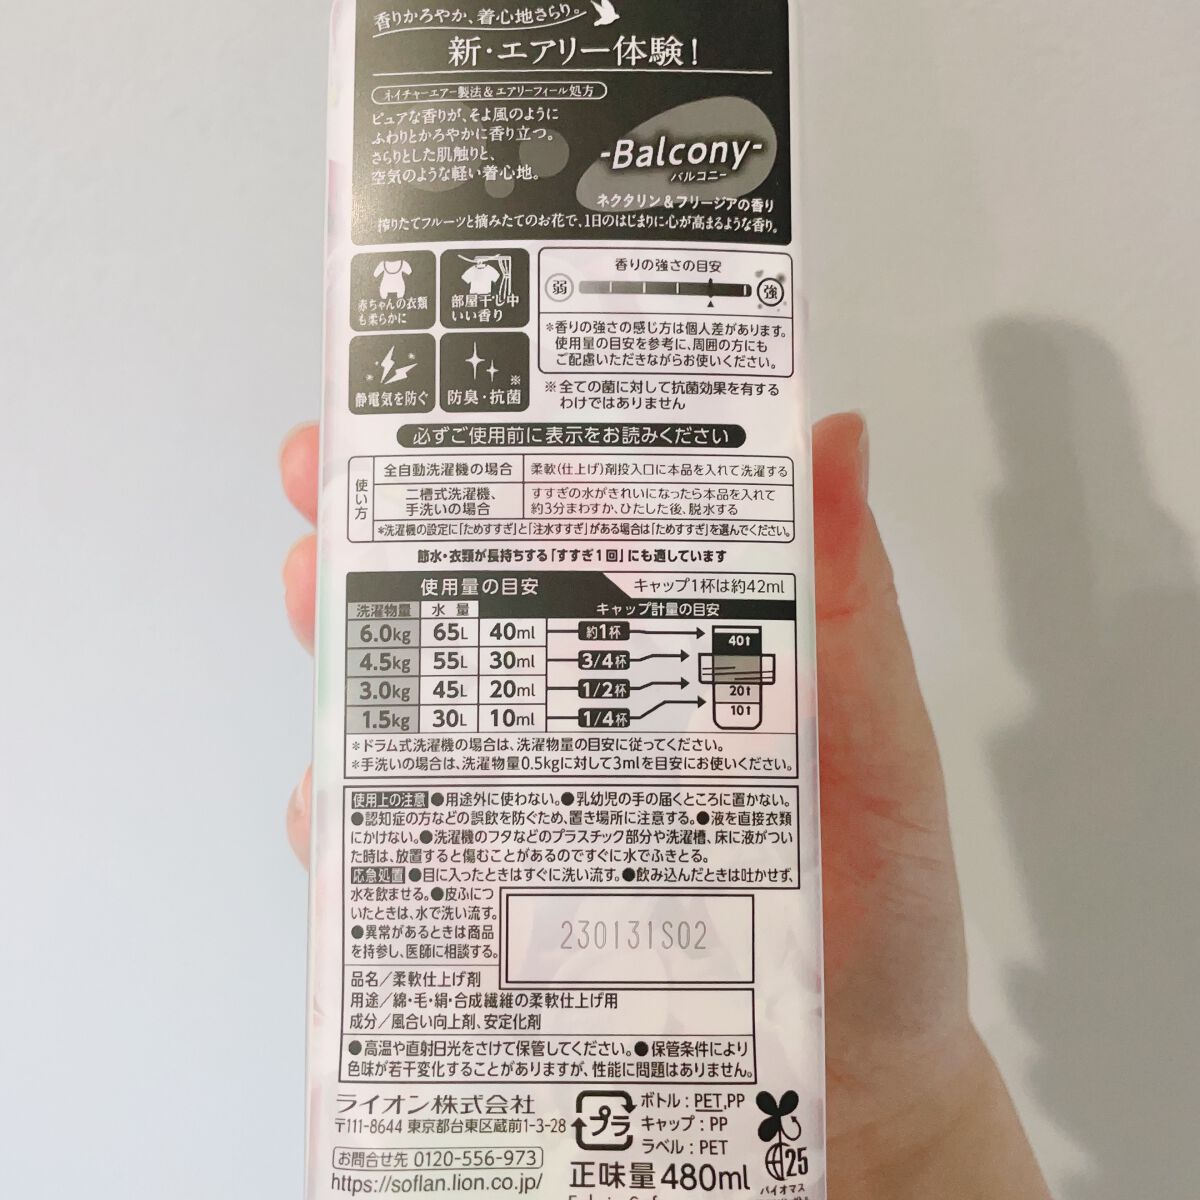 香りかろやか、着心地さらり。
新・エアリー体験!
ネイチャーエアー製法&エアリーフィール処方
ピュアな香りが、そよ風のように
ふわりとかろやかに香り立つ。
さらりとした肌触りと、
空気のような軽い着心地。
-Balcony-
バルコニー
ネクタリン&フリージアの香り
搾りたてフルーツと摘みたてのお花で、1日のはじまりに心が高まるような香り。
赤ちゃんの衣類
も柔らかに
部屋干し中
いい香り
静電気を防ぐ
防臭・抗菌※
香りの強さの目安
弱 強
*香りの強さの感じ方は個人差があります。
使用量の目安を参考に、周囲の方にも
ご配慮いただきながらお使いください。
※全ての菌に対して抗菌効果を有する
わけではありません
必ずご使用前に表示をお読みください
使い方
全自動洗濯機の場合 柔軟(仕上げ)剤投入口に本品を入れて洗濯する
二槽式洗濯機、
手洗いの場合
すすぎの水がきれいになったら本品を入れて
約3分まわすか、ひたした後、脱水する
*洗濯機の設定に「ためすすぎ」と「注水すすぎ」がある場合は「ためすすぎ」を選んでください。
節水・衣類が長持ちする「すすぎ1回」にも適しています
使用量の目安 キャップ1杯は約42ml
洗濯物量 水量 キャップ計量の目安
6.0kg 65L 40ml 約1杯
4.5kg 55L 30ml 3/4杯
3.0kg 45L 20ml 1/2杯
1.5kg 30L 10ml 1/4杯
40↑
20↑
10↑
*ドラム式洗濯機の場合は、洗濯物量の目安に従ってください。
*手洗いの場合は、洗濯物量0.5kgに対して3mlを目安にお使いください。
使用上の注意 ●用途外に使わない。●乳幼児の手の届くところに置かない。
●認知症の方などの誤飲を防ぐため、置き場所に注意する。●液を直接衣類
にかけない。●洗濯機のフタなどのプラスチック部分や洗濯槽、床に液がつい
た時は、放置すると傷むことがあるのですぐに水でふきとる。
応急処置 ●目に入ったときはすぐに洗い流す。●飲み込んだときは吐かせず、
水を飲ませる。●皮ふにつ
いたときは、水で洗い流す。
●異常があるときは商品
を持参し、医師に相談する。
230131S02
品名/柔軟仕上げ剤
用途/綿・毛・絹・合成繊維の柔軟仕上げ用
成分/風合い向上剤、安定化剤
●高温や直射日光をさけて保管してください。●保管条件により
色味が若干変化することがありますが、性能に問題はありません。
ライオン株式会社
〒111-8644 東京都台東区蔵前1-3-28
お問合せ先 0120-556-973
https://soflan.lion.co.jp/
プラ
ボトル:PET,PP
キャップ:PP
ラベル:PET
正味量 480ml
25
バイオマス